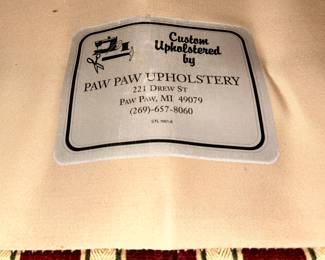 Custom
Upholstered
by
PAW PAW UPHOLSTERY
221 DREW ST
PAW PAW, MI 49079
(269)-657-8060